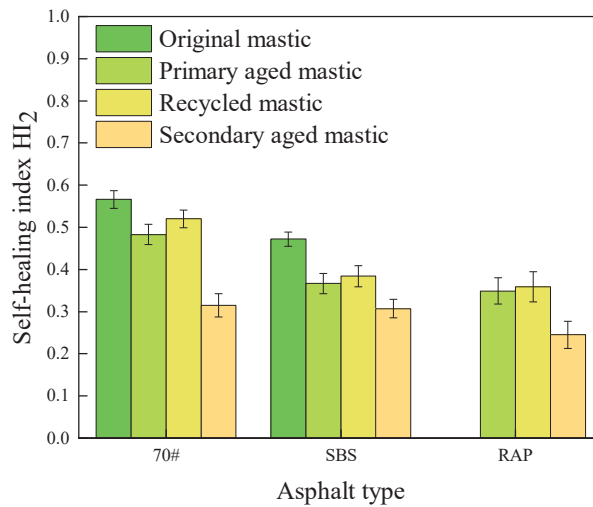 Self-healing index HI2
1.0
0.9
0.8
0.7
0.6
0.5
0.4
0.3
0.2
0.1
0.0
Original mastic
Primary aged mastic
Recycled mastic
Secondary aged mastic
70#
SBS
RAP
Asphalt type